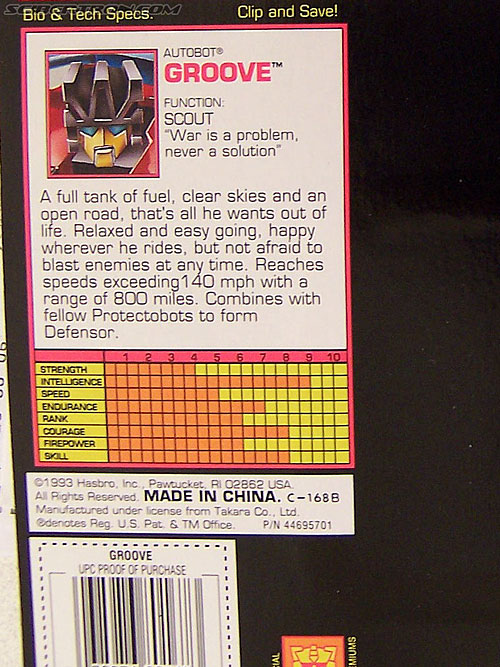 Bio & Tech Specs.
Clip and Save!
AUTOBOT®
GROOVE™
FUNCTION:
SCOUT
"War is a problem,
never a solution"
A full tank of fuel, clear skies and an
open road, that's all he wants out of
life. Relaxed and easy going, happy
wherever he rides, but not afraid to
blast enemies at any time. Reaches
speeds exceeding140 mph with a
range of 800 miles. Combines with
fellow Protectobots to form
Defensor.
1 2 3 4 5 6 7 8 9 10
STRENGTH
INTELLIGENCE
SPEED
ENDURANCE
RANK
COURAGE
FIREPOWER
SKILL
©1993 Hasbro, Inc., Pawtucket, RI 02862 USA.
All Rights Reserved. MADE IN CHINA. C-168B
Manufactured under license from Takara Co., Ltd.
®denotes Reg. U.S. Pat. & TM Office. P/N 44695701
GROOVE
UPC PROOF OF PURCHASE